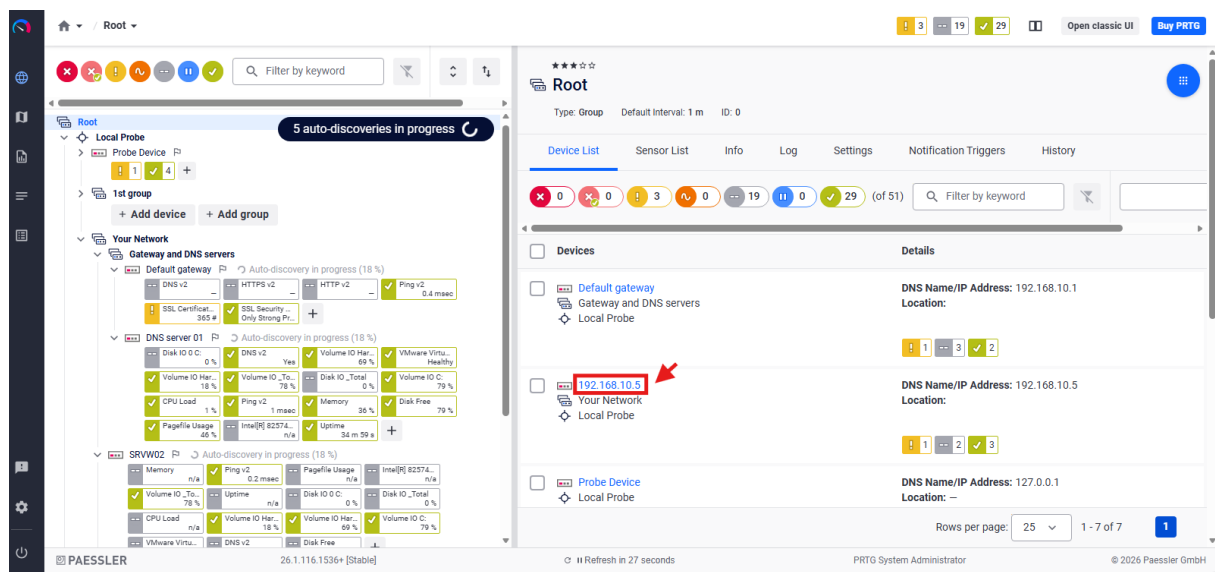 Root
3
19
29
Open classic UI
Buy PRTG
Filter by keyword
Root
5 auto-discoveries in progress
Local Probe
Probe Device
1
4
+
1st group
+ Add device
+ Add group
Your Network
Gateway and DNS servers
Default gateway
Auto-discovery in progress (18 %)
DNS v2
–
HTTPS v2
–
HTTP v2
–
Ping v2
0.4 msec
SSL Certificat...
365 #
SSL Security ...
Only Strong Pr...
+
DNS server 01
Auto-discovery in progress (18 %)
Disk IO 0 C:
0 %
DNS v2
Yes
Volume IO Har...
69 %
VMware Virtu...
Healthy
Volume IO Har...
18 %
Volume IO _To...
78 %
Disk IO _Total
0 %
Volume IO C:
79 %
CPU Load
1 %
Ping v2
1 msec
Memory
36 %
Disk Free
79 %
Pagefile Usage
46 %
Intel[R] 82574...
n/a
Uptime
34 m 59 s
+
SRVW02
Auto-discovery in progress (18 %)
Memory
n/a
Ping v2
0.2 msec
Pagefile Usage
n/a
Intel[R] 82574...
n/a
Volume IO _To...
78 %
Uptime
n/a
Disk IO 0 C:
0 %
Disk IO _Total
0 %
CPU Load
n/a
Volume IO Har...
18 %
Volume IO Har...
69 %
Volume IO C:
79 %
VMware Virtu...
DNS v2
Disk Free
+
Root
Type: Group
Default Interval: 1 m
ID: 0
Device List
Sensor List
Info
Log
Settings
Notification Triggers
History
0
0
3
0
19
0
29
(of 51)
Filter by keyword
Devices
Details
Default gateway
Gateway and DNS servers
Local Probe
DNS Name/IP Address: 192.168.10.1
Location:
1
3
2
192.168.10.5
Your Network
Local Probe
DNS Name/IP Address: 192.168.10.5
Location:
1
2
3
Probe Device
Local Probe
DNS Name/IP Address: 127.0.0.1
Location: —
Rows per page:
25
1 - 7 of 7
1
PAESSLER
26.1.116.1536+ [Stable]
Refresh in 27 seconds
PRTG System Administrator
© 2026 Paessler GmbH